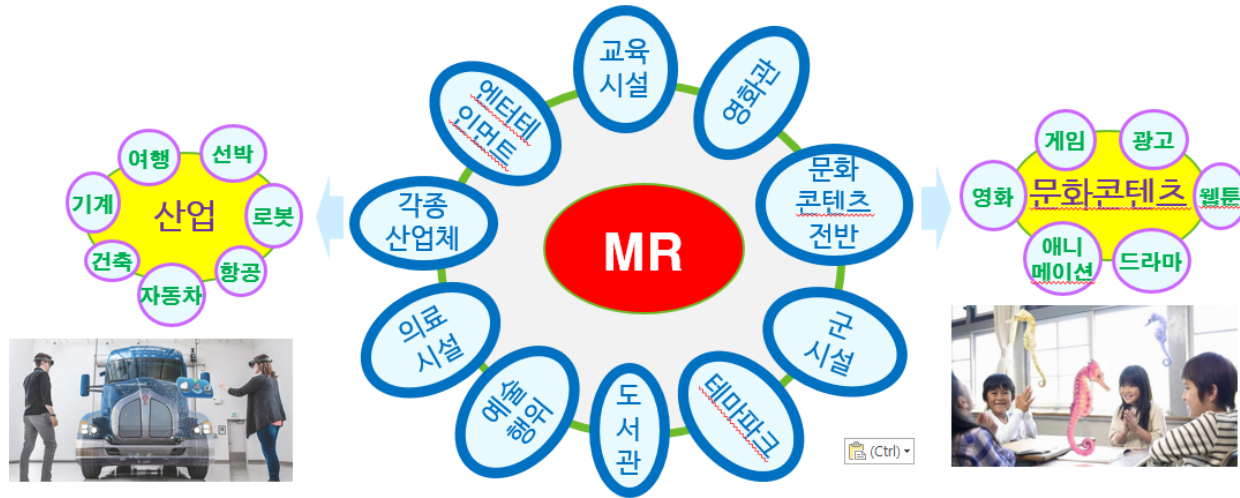 교육
시설
영화관
엔터테
인먼트
문화
콘텐츠
전반
각종
산업체
MR
군
시설
의료
시설
테마파크
도
서
관
예술
행위
산업
여행
선박
기계
로봇
건축
항공
자동차
문화콘텐츠
게임
광고
영화
웹툰
애니
메이션
드라마
(Ctrl)